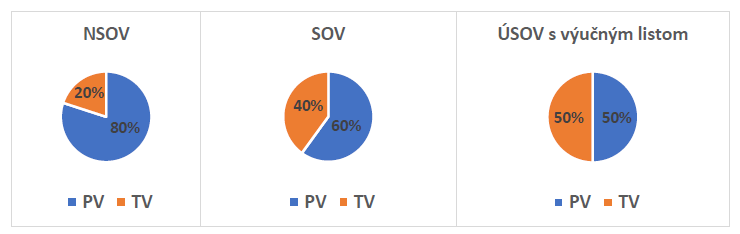 NSOV
20%
80%
PV TV
SOV
40%
60%
PV TV
ÚSOV s výučným listom
50% 50%
PV TV